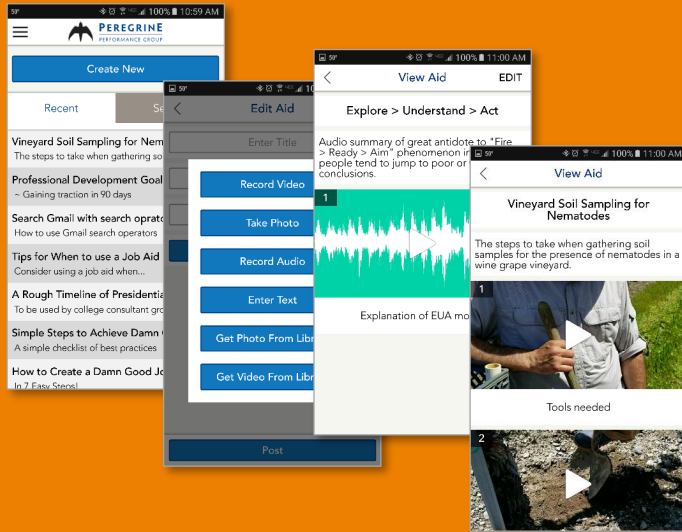 59°
100% 10:59 AM
PEREGRINE
PERFORMANCE GROUP
Create New
Recent
Vineyard Soil Sampling for Nem
The steps to take when gathering so
Professional Development Goal
~ Gaining traction in 90 days
Search Gmail with search oprato
How to use Gmail search operators
Tips for When to use a Job Aid
Consider using a job aid when...
A Rough Timeline of Presidentia
To be used by college consultant gro
Simple Steps to Achieve Damn
A simple checklist of best practices
How to Create a Damn Good Jo
In 7 Easy Steps!
59°
Edit Aid
Enter Title
Record Video
Take Photo
Record Audio
Enter Text
Get Photo From Libr
Get Video From Libr
Post
59°
100% 11:00 AM
View Aid
EDIT
Explore > Understand > Act
Audio summary of great antidote to "Fire
> Ready > Aim" phenomenon in
people tend to jump to poor or
conclusions.
1
Explanation of EUA mo
59°
100% 11:00 AM
View Aid
Vineyard Soil Sampling for
Nematodes
The steps to take when gathering soil
samples for the presence of nematodes in a
wine grape vineyard.
1
Tools needed
2